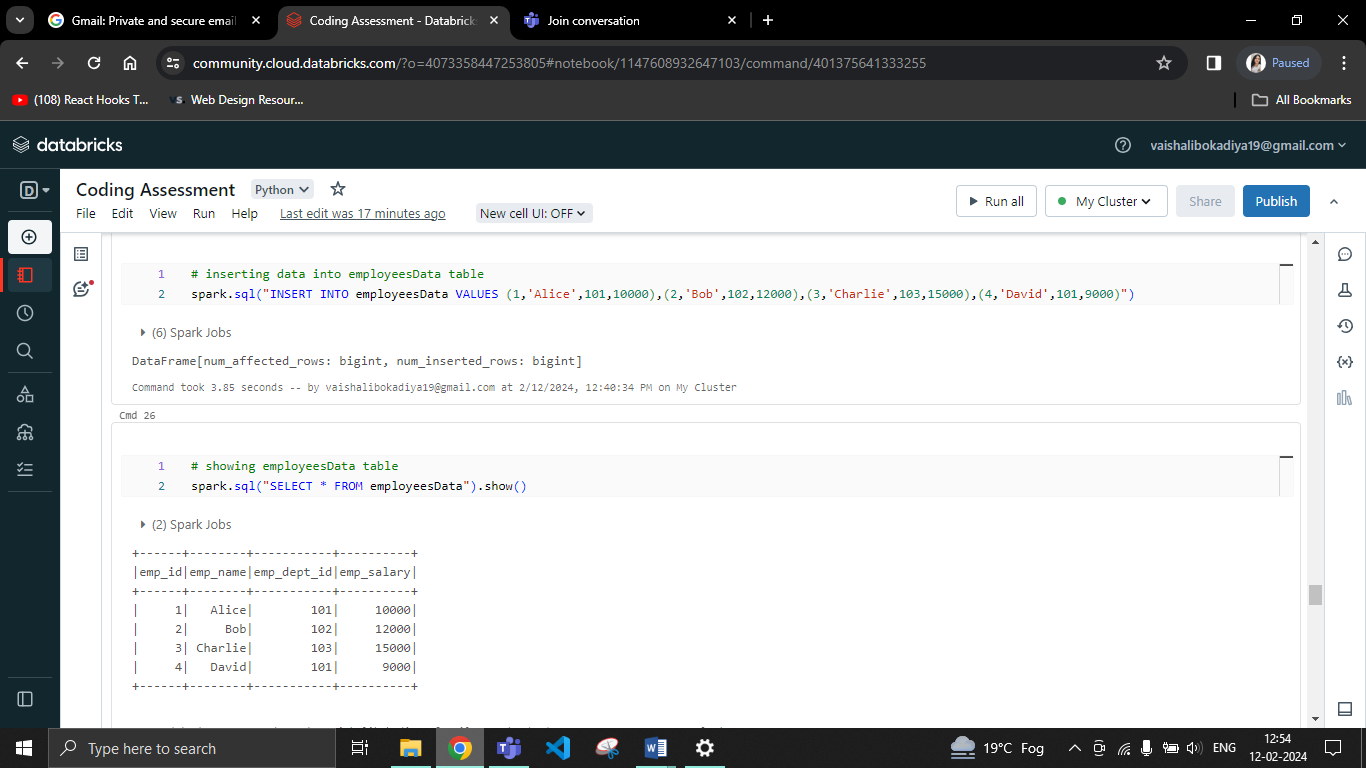 Gmail: Private and secure email
Coding Assessment - Databricks
Join conversation
community.cloud.databricks.com/?o=4073358447253805#notebook/1147608932647103/command/401375641333255
Paused
(108) React Hooks T...
VS Web Design Resour...
All Bookmarks
databricks
vaishalibokadiya19@gmail.com
D
Coding Assessment
Python
File Edit View Run Help
Last edit was 17 minutes ago
New cell UI: OFF
Run all
My Cluster
Share
Publish
1 # inserting data into employeesData table
2 spark.sql("INSERT INTO employeesData VALUES (1,'Alice',101,10000),(2,'Bob',102,12000),(3,'Charlie',103,15000),(4,'David',101,9000)")
(6) Spark Jobs
DataFrame[num_affected_rows: bigint, num_inserted_rows: bigint]
Command took 3.85 seconds -- by vaishalibokadiya19@gmail.com at 2/12/2024, 12:40:34 PM on My Cluster
Cmd 26
1 # showing employeesData table
2 spark.sql("SELECT * FROM employeesData").show()
(2) Spark Jobs
+------+--------+-----------+----------+
|emp_id|emp_name|emp_dept_id|emp_salary|
+------+--------+-----------+----------+
|     1|   Alice|        101|     10000|
|     2|     Bob|        102|     12000|
|     3| Charlie|        103|     15000|
|     4|   David|        101|      9000|
+------+--------+-----------+----------+
Type here to search
19°C Fog
ENG
12:54
12-02-2024